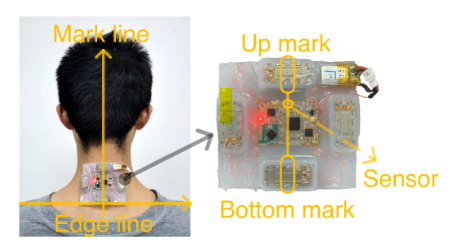 Mark line
Up mark
Sensor
Edge line
Bottom mark